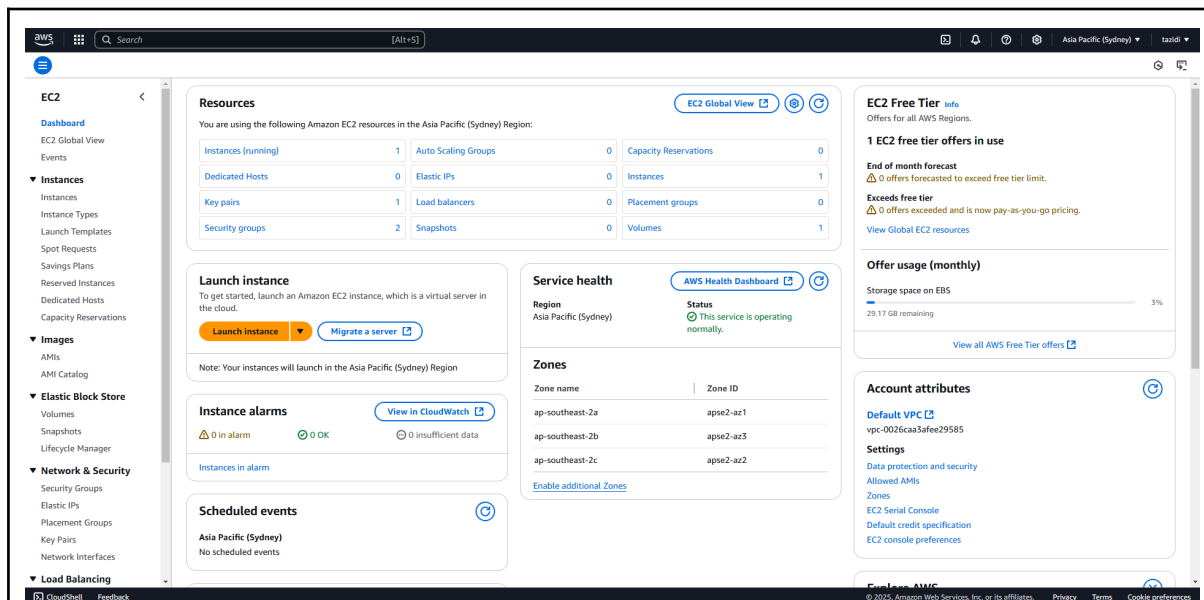 aws
Search [Alt+S]
Asia Pacific (Sydney) tazidi
EC2
Dashboard
EC2 Global View
Events
Instances
Instances
Instance Types
Launch Templates
Spot Requests
Savings Plans
Reserved Instances
Dedicated Hosts
Capacity Reservations
Images
AMIs
AMI Catalog
Elastic Block Store
Volumes
Snapshots
Lifecycle Manager
Network & Security
Security Groups
Elastic IPs
Placement Groups
Key Pairs
Network Interfaces
Load Balancing
Resources
EC2 Global View
You are using the following Amazon EC2 resources in the Asia Pacific (Sydney) Region:
Instances (running) 1 Auto Scaling Groups 0 Capacity Reservations 0
Dedicated Hosts 0 Elastic IPs 0 Instances 1
Key pairs 1 Load balancers 0 Placement groups 0
Security groups 2 Snapshots 0 Volumes 1
Launch instance
To get started, launch an Amazon EC2 instance, which is a virtual server in
the cloud.
Launch instance Migrate a server
Note: Your instances will launch in the Asia Pacific (Sydney) Region
Instance alarms View in CloudWatch
0 in alarm 0 OK 0 insufficient data
Instances in alarm
Scheduled events
Asia Pacific (Sydney)
No scheduled events
Service health AWS Health Dashboard
Region Status
Asia Pacific (Sydney) This service is operating
normally.
Zones
Zone name Zone ID
ap-southeast-2a apse2-az1
ap-southeast-2b apse2-az3
ap-southeast-2c apse2-az2
Enable additional Zones
EC2 Free Tier Info
Offers for all AWS Regions.
1 EC2 free tier offers in use
End of month forecast
0 offers forecasted to exceed free tier limit.
Exceeds free tier
0 offers exceeded and is now pay-as-you-go pricing.
View Global EC2 resources
Offer usage (monthly)
Storage space on EBS
3%
29.17 GB remaining
View all AWS Free Tier offers
Account attributes
Default VPC
vpc-0026caa3afee29585
Settings
Data protection and security
Allowed AMIs
Zones
EC2 Serial Console
Default credit specification
EC2 console preferences
Explore AWS
CloudShell Feedback
© 2025, Amazon Web Services, Inc. or its affiliates. Privacy Terms Cookie preferences